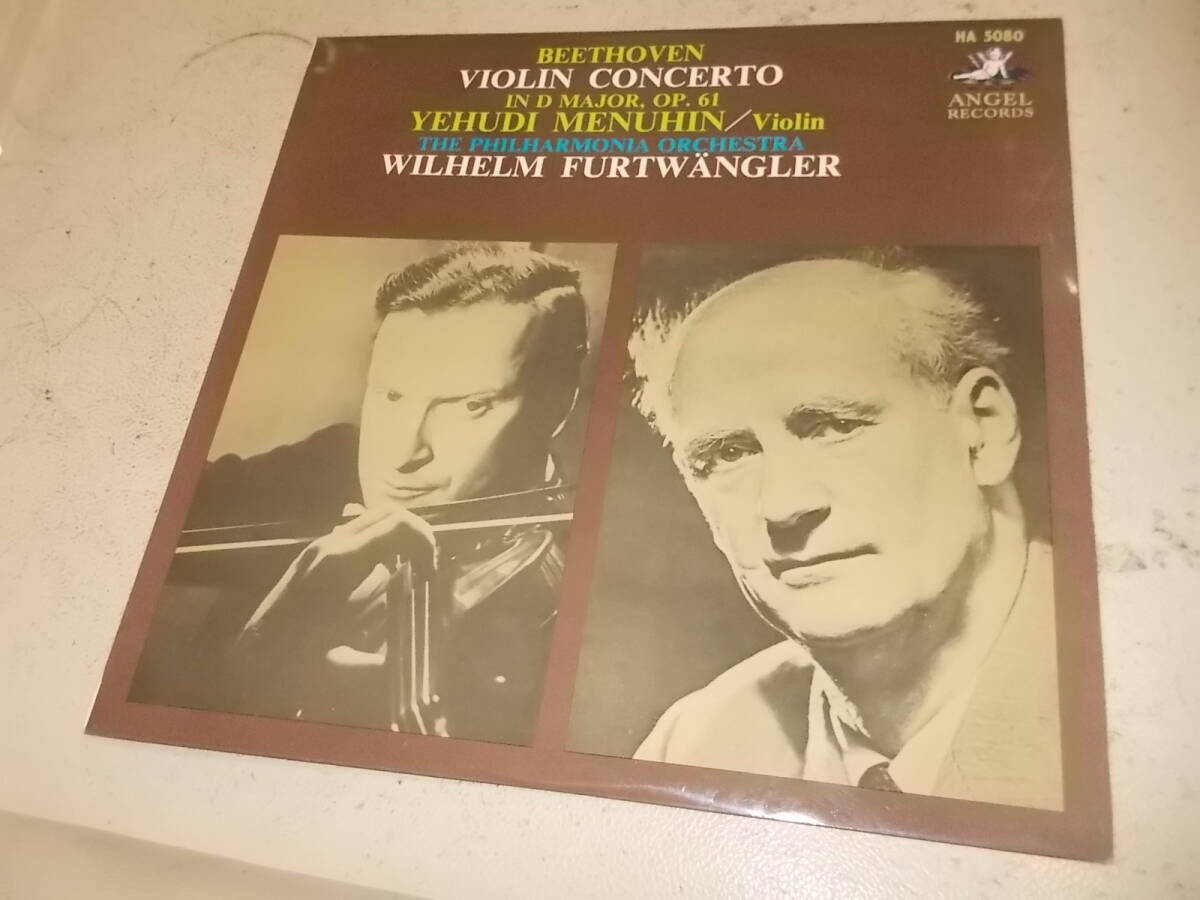 BEETHOVEN
VIOLIN CONCERTO
IN D MAJOR, OP. 61
YEHUDI MENUHIN/Violin
THE PHILHARMONIA ORCHESTRA
WILHELM FURTWÄNGLER
HA 5080
ANGEL
RECORDS